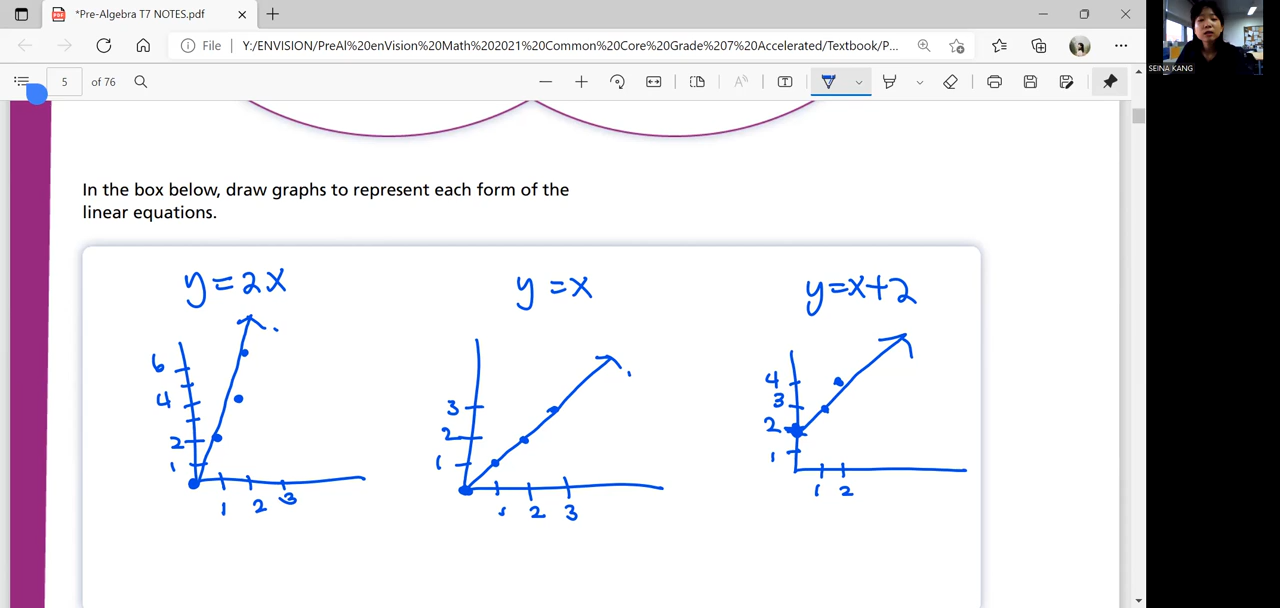 *Pre-Algebra T7 NOTES.pdf
File Y:/ENVISION/PreAl%20enVision%20Math%202021%20Common%20Core%20Grade%207%20Accelerated/Textbook/P...
5 of 76
SEINA KANG
In the box below, draw graphs to represent each form of the
linear equations.
y=2x
6
4
2
1
1 2 3
y=x
3
2
1
1 2 3
y=x+2
4
3
2
1
1 2